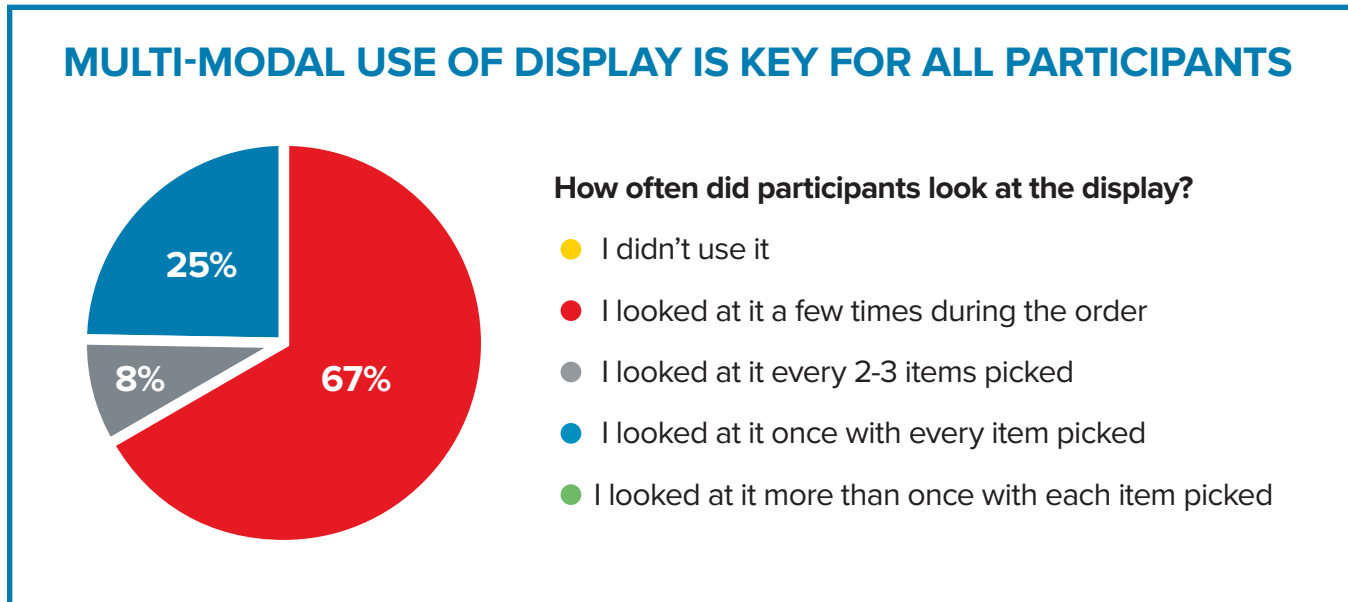 MULTI-MODAL USE OF DISPLAY IS KEY FOR ALL PARTICIPANTS
25%
8%
67%
How often did participants look at the display?
I didn’t use it
I looked at it a few times during the order
I looked at it every 2-3 items picked
I looked at it once with every item picked
I looked at it more than once with each item picked